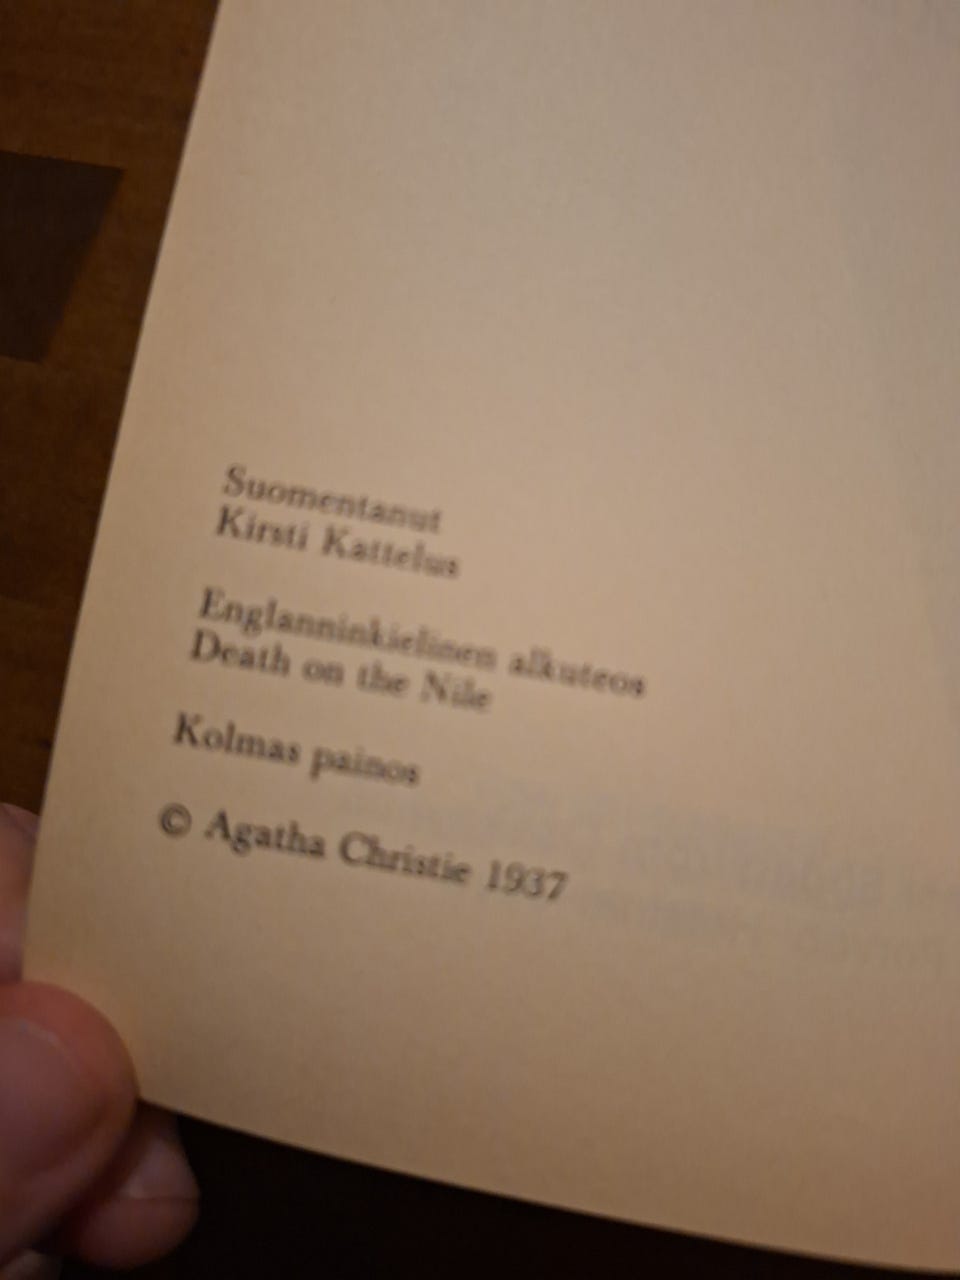 Suomentanut
Kirsti Kattelus
Englanninkielinen alkuteos
Death on the Nile
Kolmas painos
© Agatha Christie 1937